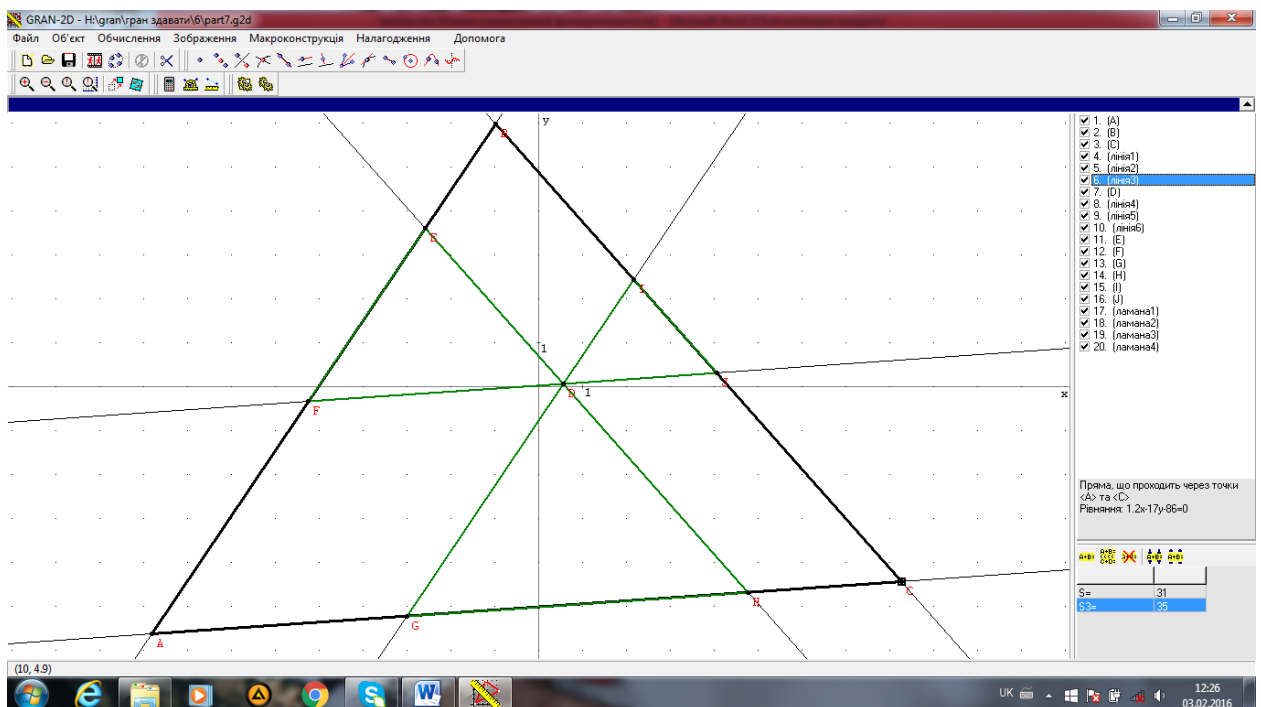 GRAN-2D - H:\gran\гран здавати\6\part7.g2d
Файл Об'єкт Обчислення Зображення Макроконструкція Налагодження Допомога
y
B
E
I
1
D
1
x
J
F
C
H
G
A
1. (A)
2. (B)
3. (C)
4. (лінія1)
5. (лінія2)
6. (лінія3)
7. (D)
8. (лінія4)
9. (лінія5)
10. (лінія6)
11. (E)
12. (F)
13. (G)
14. (H)
15. (I)
16. (J)
17. (ламана1)
18. (ламана2)
19. (ламана3)
20. (ламана4)
Пряма, що проходить через точки
<A> та <C>
Рівняння: 1.2x-17y-86=0
S= 31
S3= 35
(10, 4.9)
UK
12:26
03.02.2016